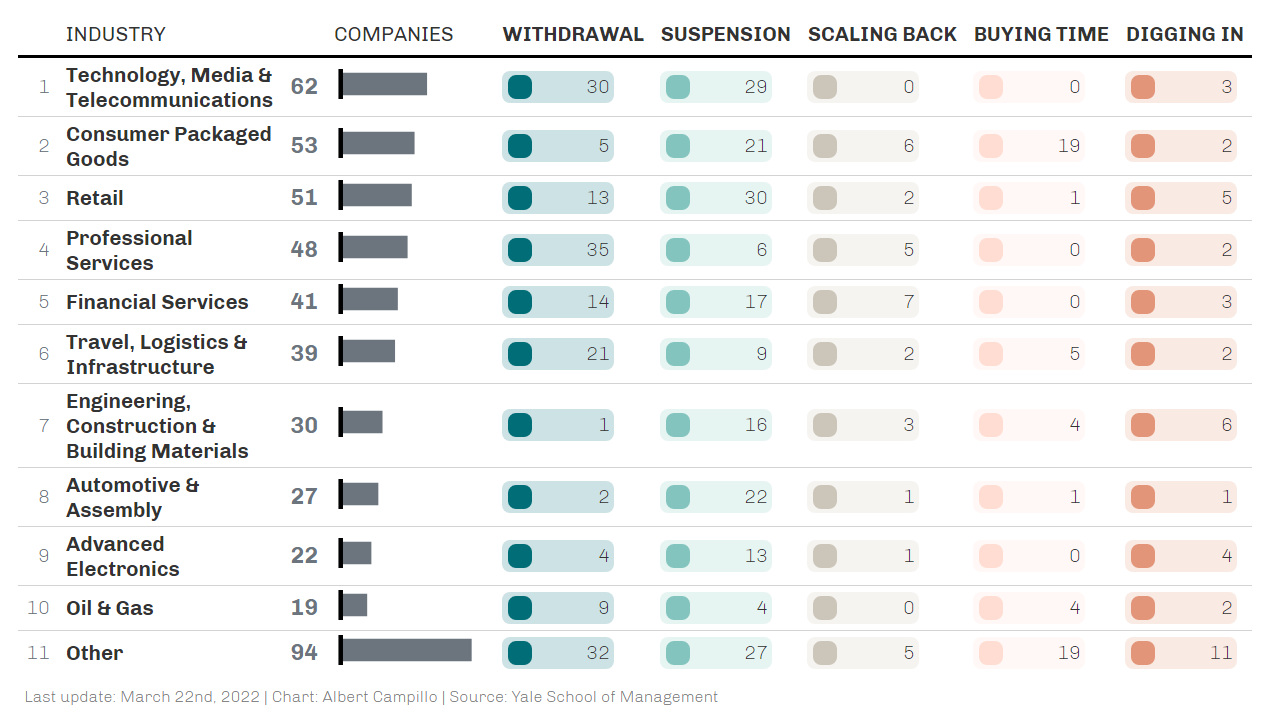 INDUSTRY COMPANIES WITHDRAWAL SUSPENSION SCALING BACK BUYING TIME DIGGING IN
1 Technology, Media & Telecommunications 62 30 29 0 0 3
2 Consumer Packaged Goods 53 5 21 6 19 2
3 Retail 51 13 30 2 1 5
4 Professional Services 48 35 6 5 0 2
5 Financial Services 41 14 17 7 0 3
6 Travel, Logistics & Infrastructure 39 21 9 2 5 2
7 Engineering, Construction & Building Materials 30 1 16 3 4 6
8 Automotive & Assembly 27 2 22 1 1 1
9 Advanced Electronics 22 4 13 1 0 4
10 Oil & Gas 19 9 4 0 4 2
11 Other 94 32 27 5 19 11
Last update: March 22nd, 2022 | Chart: Albert Campillo | Source: Yale School of Management